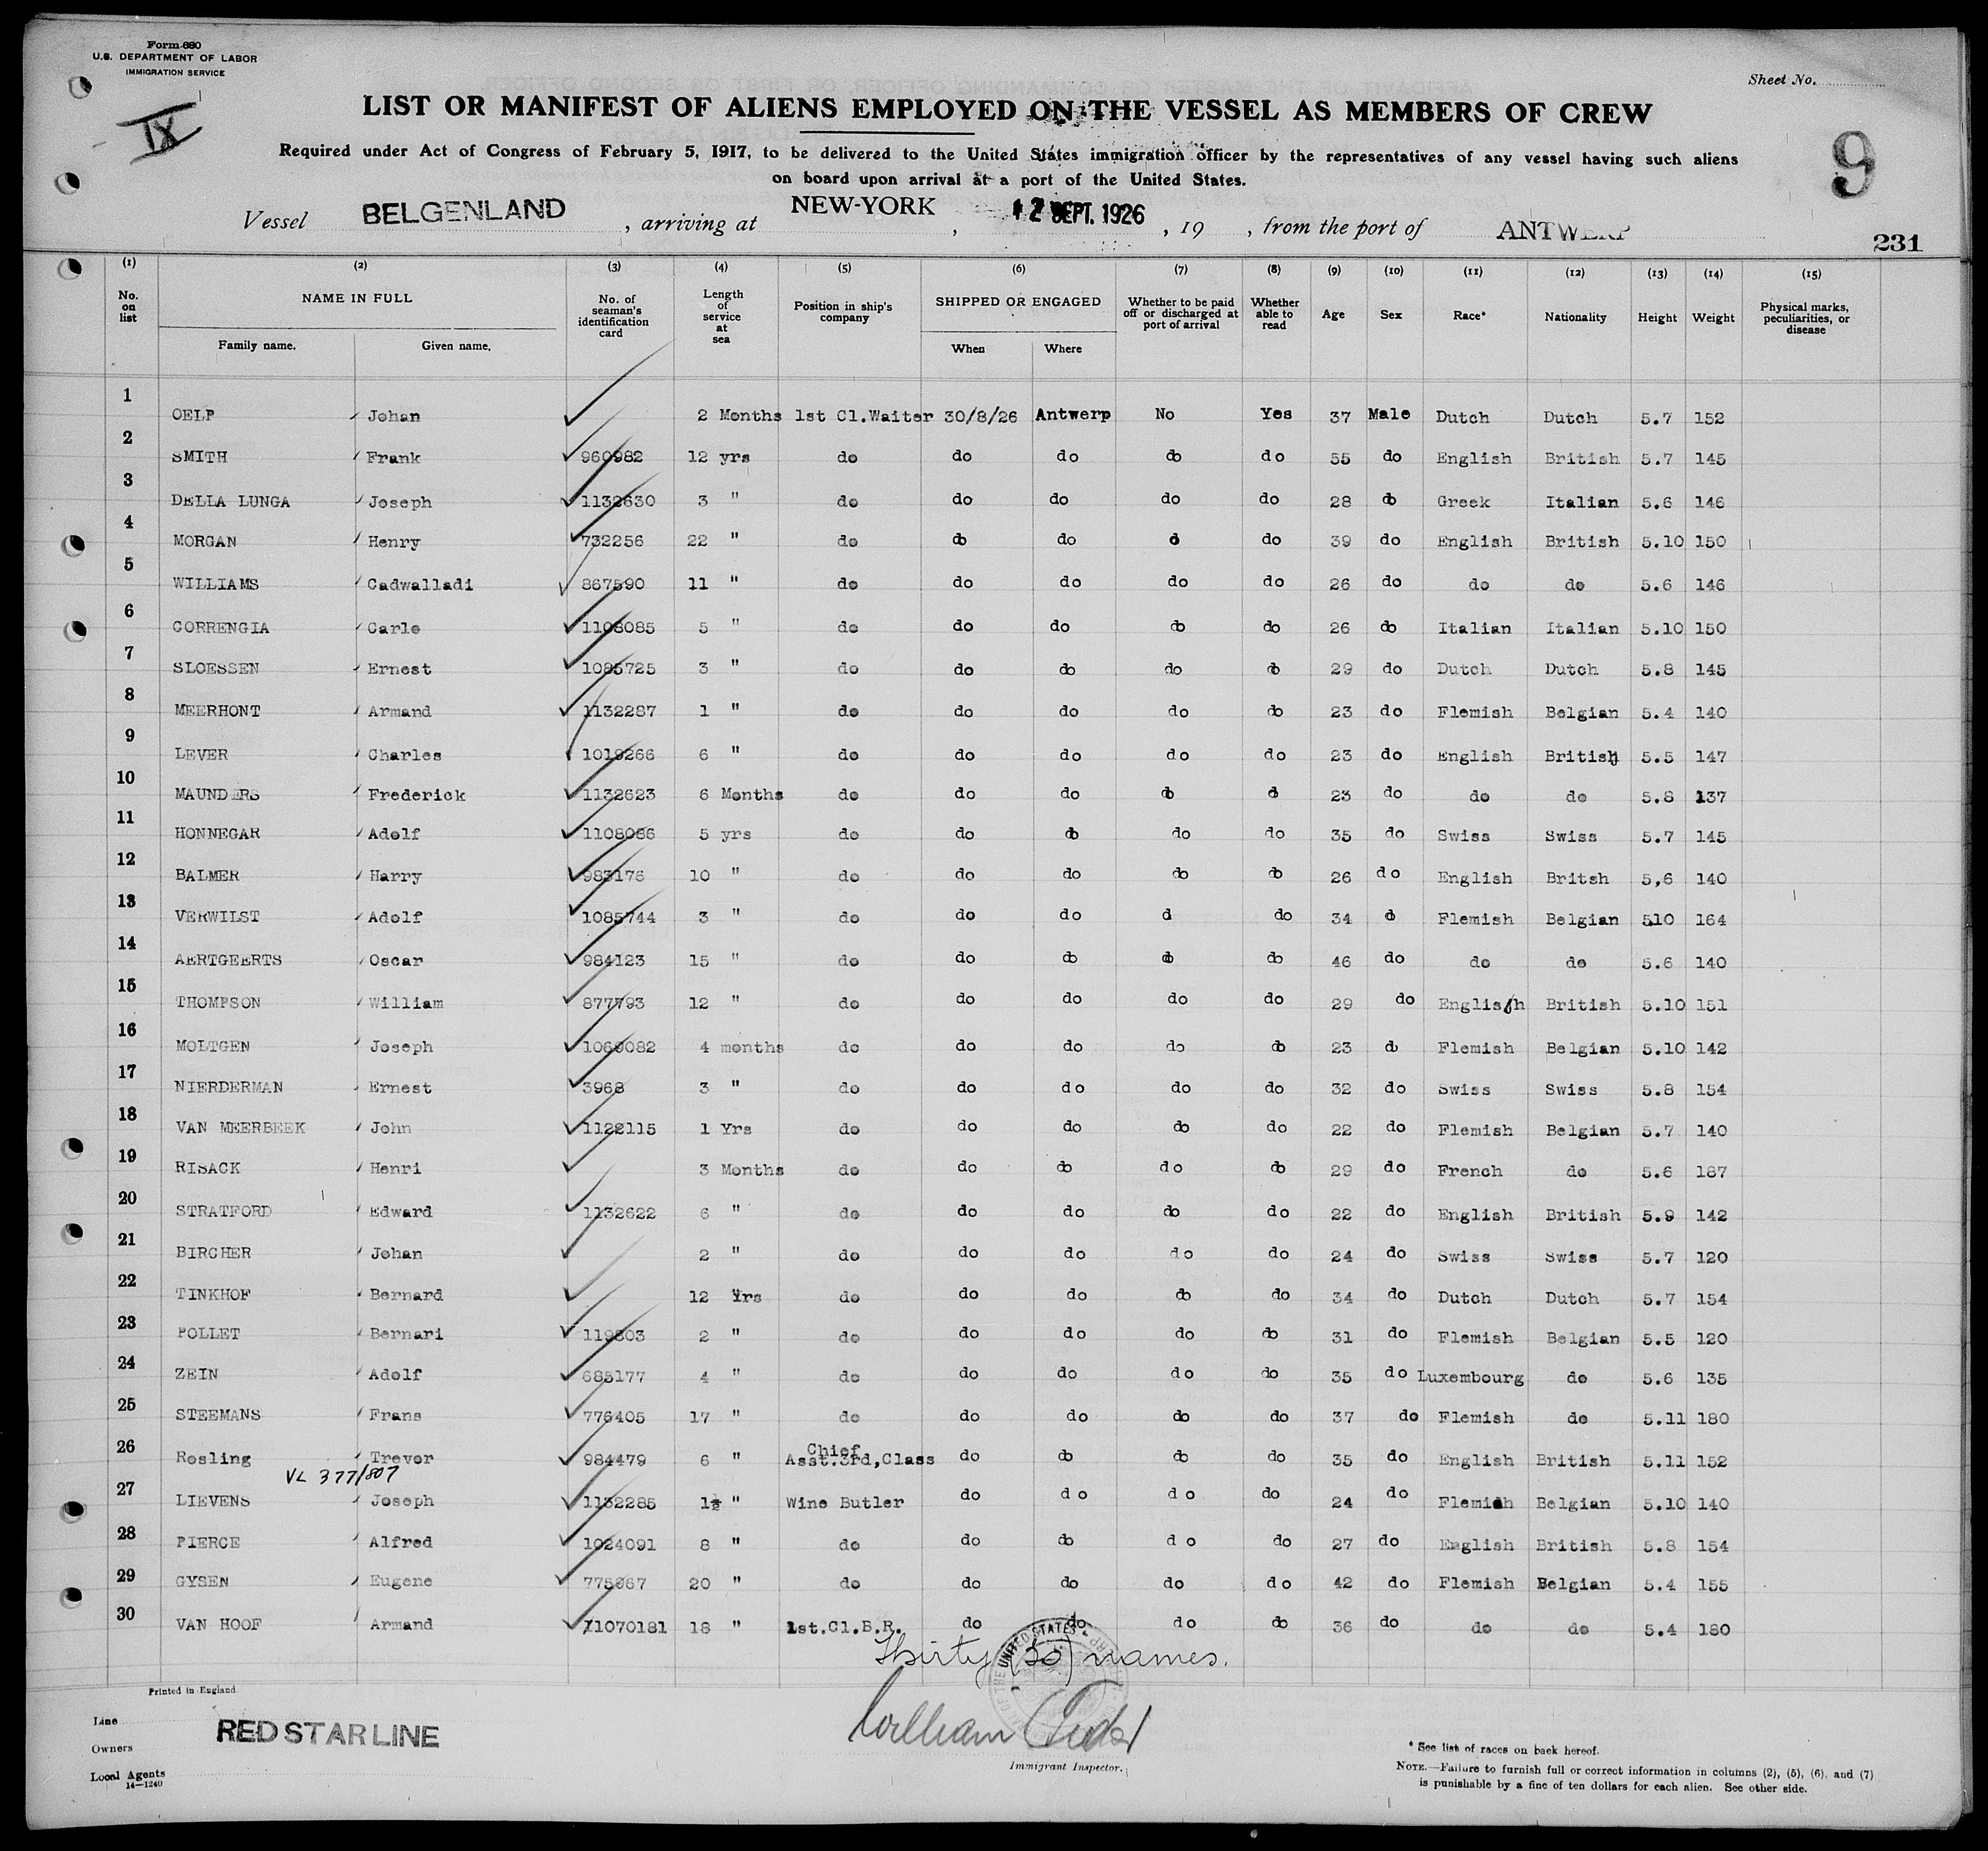 Form 680
U.S. DEPARTMENT OF LABOR
IMMIGRATION SERVICE
Sheet No.
IX
LIST OR MANIFEST OF ALIENS EMPLOYED ON THE VESSEL AS MEMBERS OF CREW
9
Required under Act of Congress of February 5, 1917, to be delivered to the United States immigration officer by the representatives of any vessel having such aliens
on board upon arrival at a port of the United States.
Vessel BELGENLAND , arriving at NEW-YORK , 12 SEPT. 1926 , 19 , from the port of ANTWERP
231
(1) (2) (3) (4) (5) (6) (7) (8) (9) (10) (11) (12) (13) (14) (15)
No. on list NAME IN FULL Family name. Given name. No. of seaman's identification card Length of service at sea Position in ship's company SHIPPED OR ENGAGED When Where Whether to be paid off or discharged at port of arrival Whether able to read Age Sex Race* Nationality Height Weight Physical marks, peculiarities, or disease
1 OELP Johan 2 Months 1st Cl.Waiter 30/8/26 Antwerp No Yes 37 Male Dutch Dutch 5.7 152
2 SMITH Frank 960982 12 yrs do do do do do 55 do English British 5.7 145
3 DELLA LUNGA Joseph 1132630 3 " do do do do do 28 do Greek Italian 5.6 146
4 MORGAN Henry 732256 22 " do do do d do 39 do English British 5.10 150
5 WILLIAMS Cadwalladi 867590 11 " do do do do do 26 do do do 5.6 146
6 CORRENGIA Carlo 1108085 5 " do do do do do 26 do Italian Italian 5.10 150
7 SLOESSEN Ernest 1085725 3 " do do do do do 29 do Dutch Dutch 5.8 145
8 MEERHONT Armand 1132287 1 " do do do do do 23 do Flemish Belgian 5.4 140
9 LEVER Charles 1019266 6 " do do do do do 23 do English British 5.5 147
10 MAUNDERS Frederick 1132623 6 Months do do do do d 23 do do do 5.8 137
11 HONNEGAR Adolf 1108086 5 yrs do do do do do 35 do Swiss Swiss 5.7 145
12 BALMER Harry 983176 10 " do do do do do 26 do English Britsh 5,6 140
13 VERWILST Adolf 1085744 3 " do do do d do 34 d Flemish Belgian 510 164
14 AERTGEERTS Oscar 984123 15 " do do do do do 46 do do do 5.6 140
15 THOMPSON William 877793 12 " do do do do do 29 do English British 5.10 151
16 MOLTGEN Joseph 1069082 4 months do do do do do 23 do Flemish Belgian 5.10 142
17 NIERDERMAN Ernest 3968 3 " do do do do do 32 do Swiss Swiss 5.8 154
18 VAN MEERBEEK John 1122115 1 Yrs do do do do do 22 do Flemish Belgian 5.7 140
19 RISACK Henri 3 Months do do do do do 29 do French do 5.6 187
20 STRATFORD Edward 1132622 6 " do do do do do 22 do English British 5.9 142
21 BIRCHER Johan 2 " do do do do do 24 do Swiss Swiss 5.7 120
22 TINKHOF Bernard 12 Yrs do do do do do 34 do Dutch Dutch 5.7 154
23 POLLET Bernari 119803 2 " do do do do do 31 do Flemish Belgian 5.5 120
24 ZEIN Adolf 685177 4 " do do do do do 35 do Luxembourg do 5.6 135
25 STEEMANS Frans 776405 17 " do do do do do 37 do Flemish do 5.11 180
26 Rosling Trevor 984479 6 " Chief Asst.3rd,Class do do do do 35 do English British 5.11 152
VL 377/807
27 LIEVENS Joseph 1132285 1½ " Wine Butler do do do do 24 do Flemish Belgian 5.10 140
28 PIERCE Alfred 1024091 8 " do do do do do 27 do English British 5.8 154
29 GYSEN Eugene 775967 20 " do do do do do 42 do Flemish Belgian 5.4 155
30 VAN HOOF Armand 11070181 18 " 1st.Cl.B.R. do do do do 36 do do do 5.4 180
Thirty (30) names.
OF THE UNITED STATES
Printed in England
Line RED STAR LINE
Owners
Local Agents
14—1240
William
Immigrant Inspector.
* See list of races on back hereof.
NOTE.—Failure to furnish full or correct information in columns (2), (5), (6), and (7)
is punishable by a fine of ten dollars for each alien. See other side.